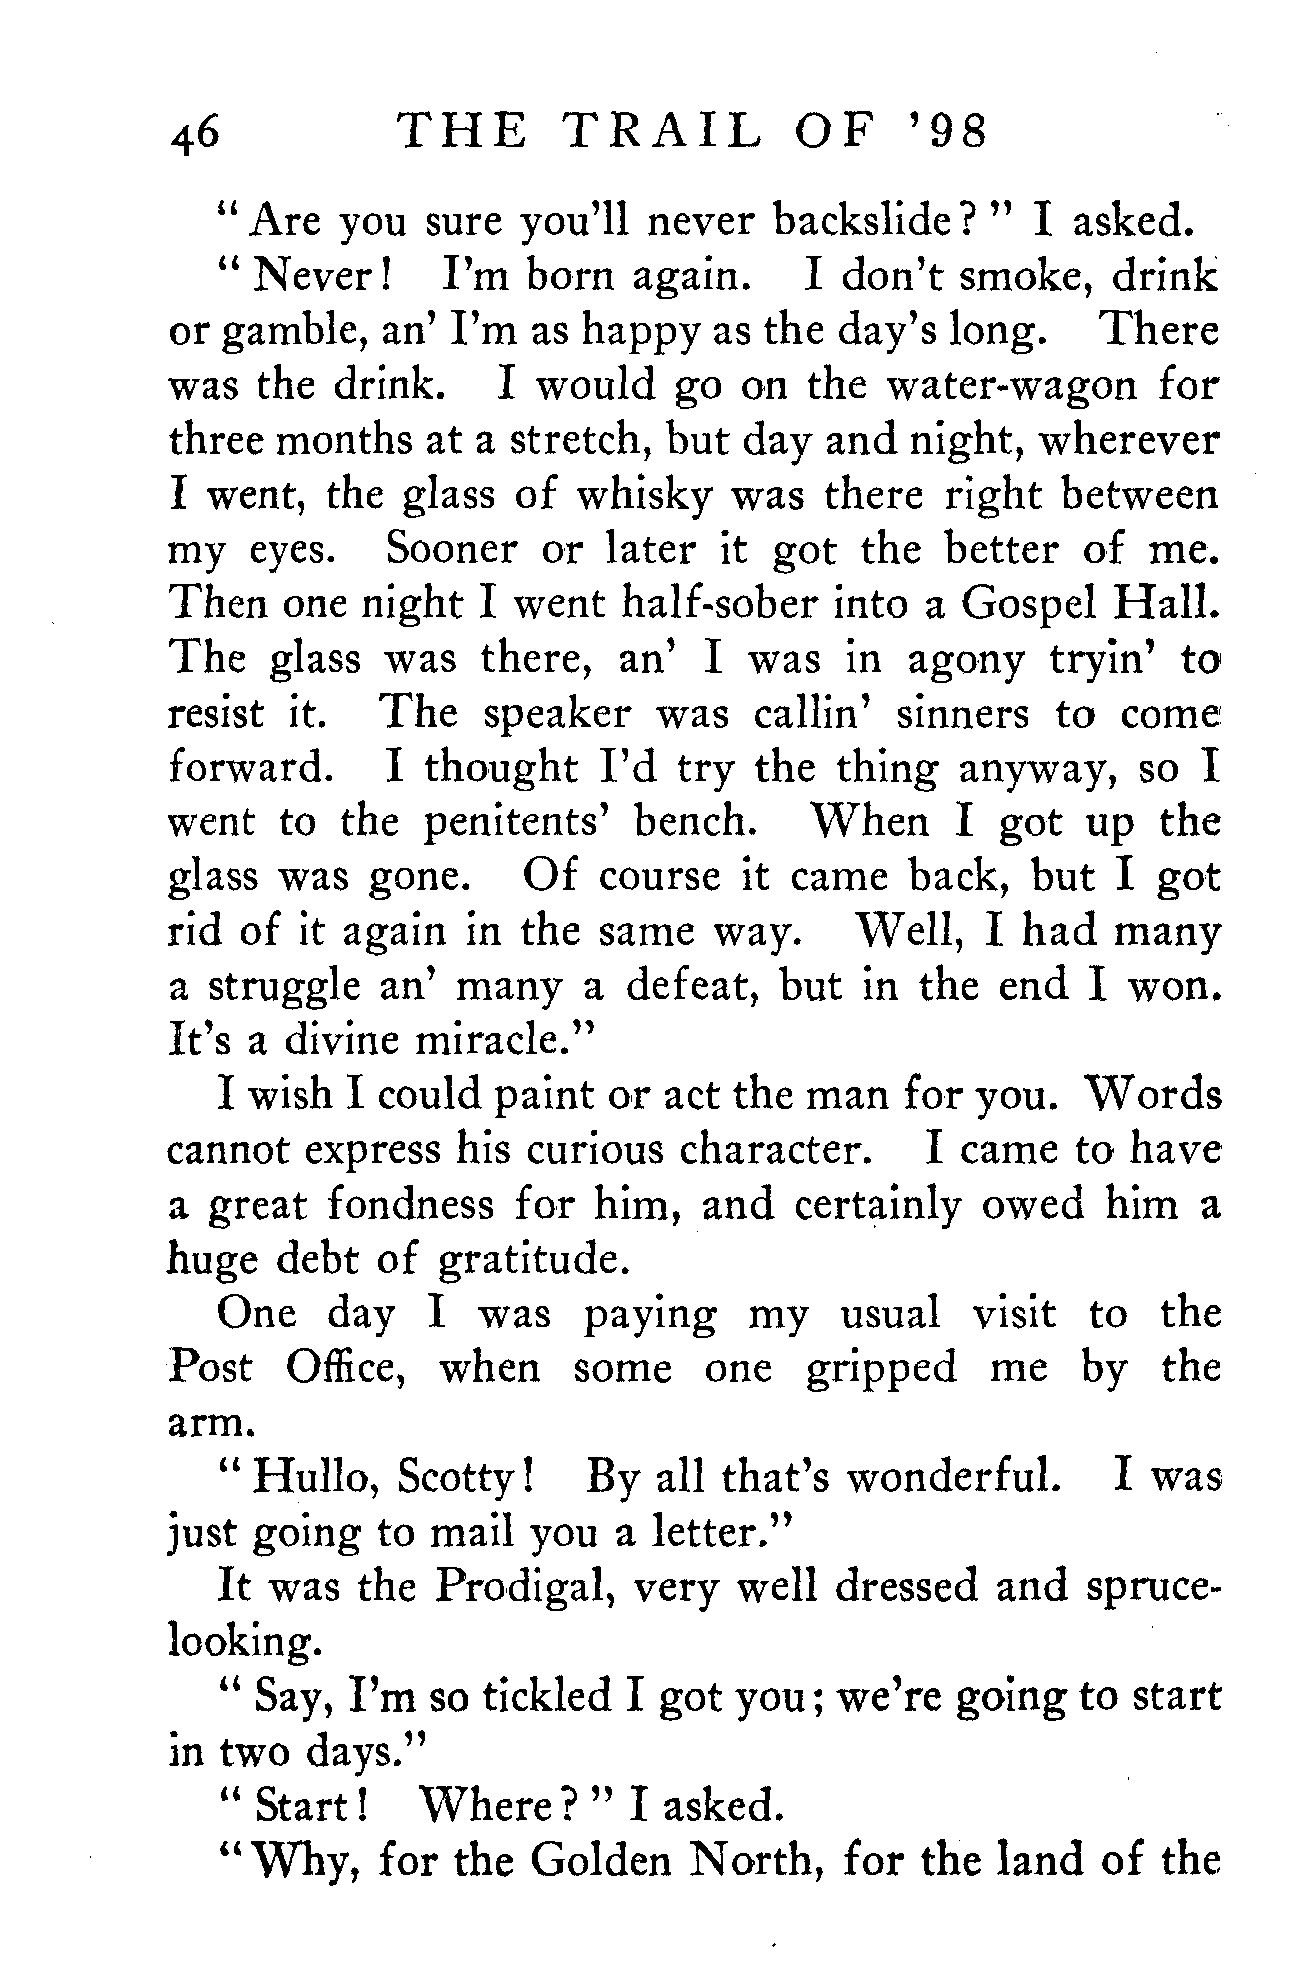 46 THE TRAIL OF '98
" Are you sure you'll never backslide? " I asked.
" Never! I'm born again. I don't smoke, drink
or gamble, an' I'm as happy as the day's long. There
was the drink. I would go on the water-wagon for
three months at a stretch, but day and night, wherever
I went, the glass of whisky was there right between
my eyes. Sooner or later it got the better of me.
Then one night I went half-sober into a Gospel Hall.
The glass was there, an' I was in agony tryin' to
resist it. The speaker was callin' sinners to come
forward. I thought I'd try the thing anyway, so I
went to the penitents' bench. When I got up the
glass was gone. Of course it came back, but I got
rid of it again in the same way. Well, I had many
a struggle an' many a defeat, but in the end I won.
It's a divine miracle."
I wish I could paint or act the man for you. Words
cannot express his curious character. I came to have
a great fondness for him, and certainly owed him a
huge debt of gratitude.
One day I was paying my usual visit to the
Post Office, when some one gripped me by the
arm.
" Hullo, Scotty! By all that's wonderful. I was
just going to mail you a letter."
It was the Prodigal, very well dressed and spruce-
looking.
" Say, I'm so tickled I got you; we're going to start
in two days."
" Start! Where? " I asked.
" Why, for the Golden North, for the land of the